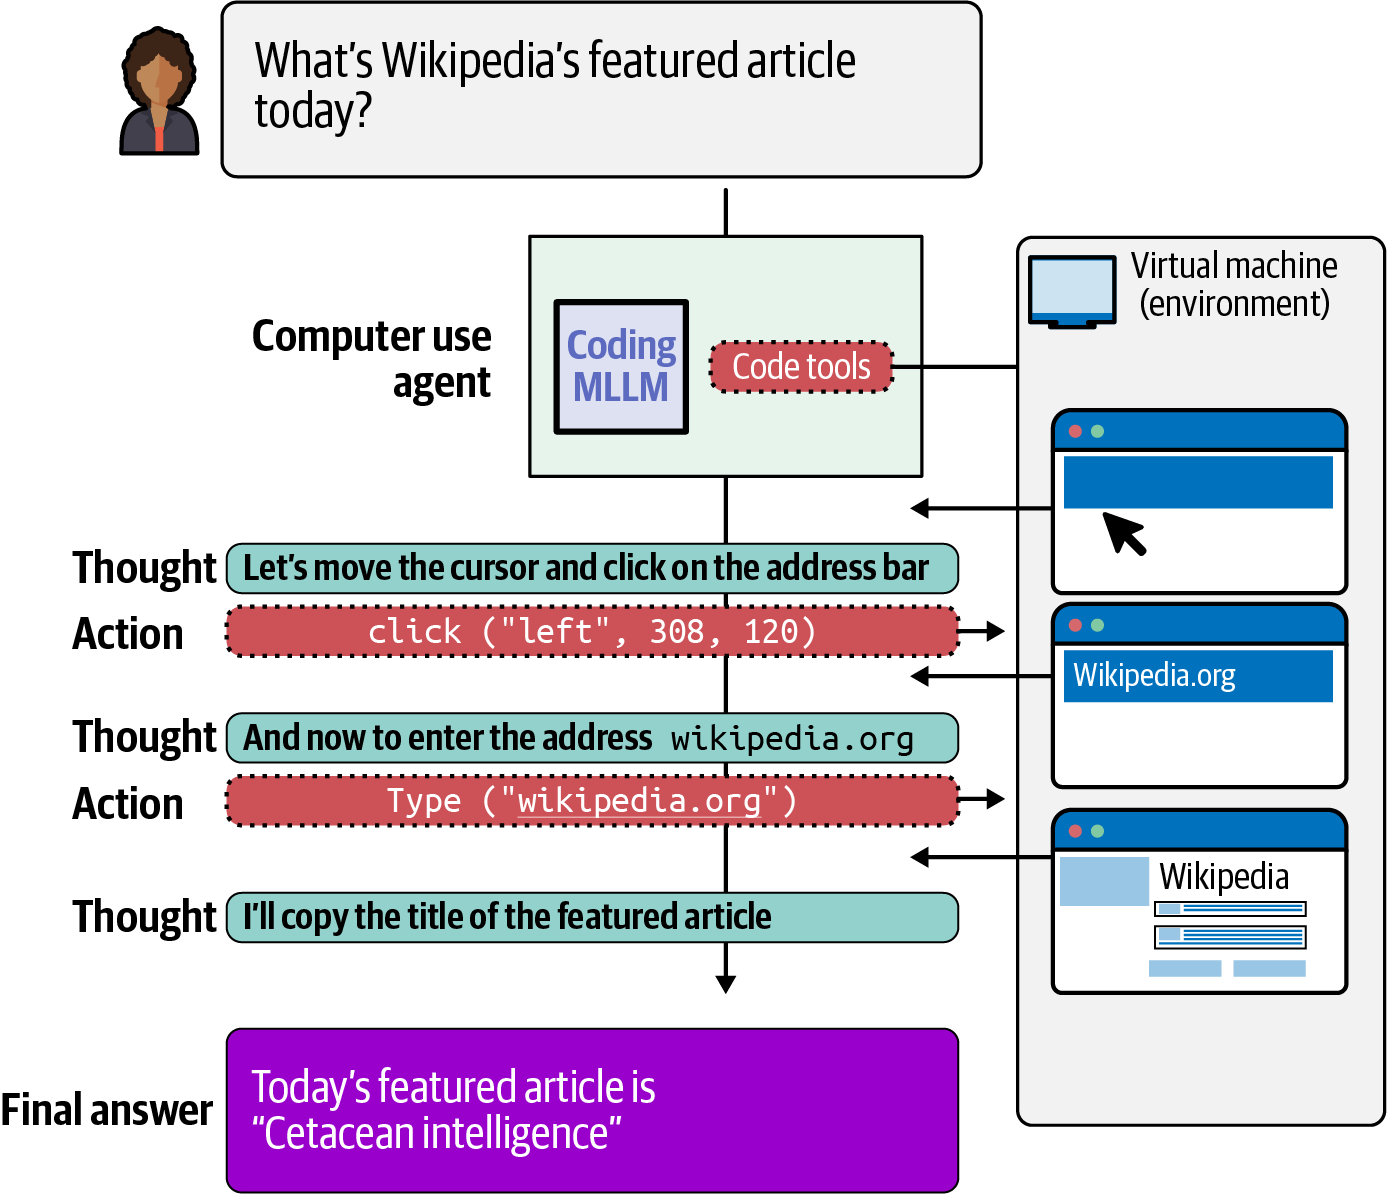 What's Wikipedia's featured article
today?
Virtual machine
(environment)
Computer use
agent
Coding
MLLM
Code tools
Thought
Let's move the cursor and click on the address bar
Action
click ("left", 308, 120)
Wikipedia.org
Thought
And now to enter the address wikipedia.org
Action
Type ("wikipedia.org")
Wikipedia
Thought
I'll copy the title of the featured article
Final answer
Today's featured article is
“Cetacean intelligence”